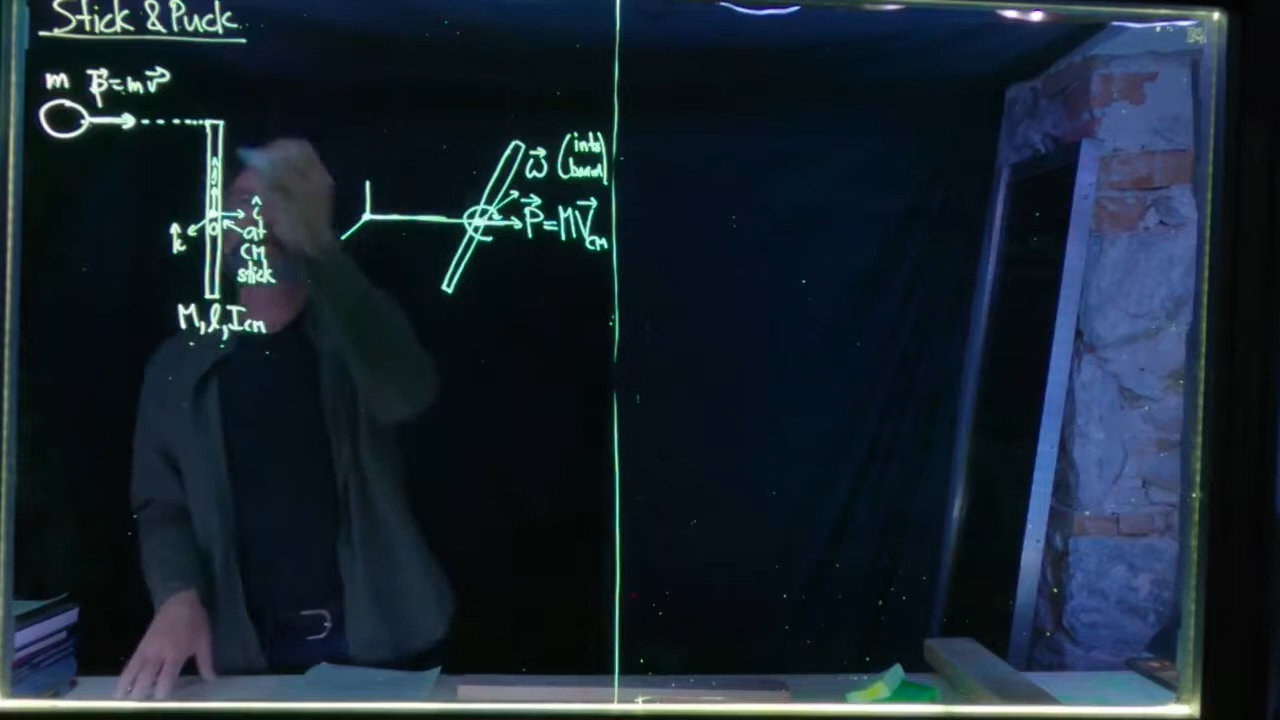 Stick & Puck
m p⃗=mv⃗
ĵ
î
k̂
O
at
CM
stick
M, l, Icm
ω⃗ (into
board)
P⃗=MV⃗cm